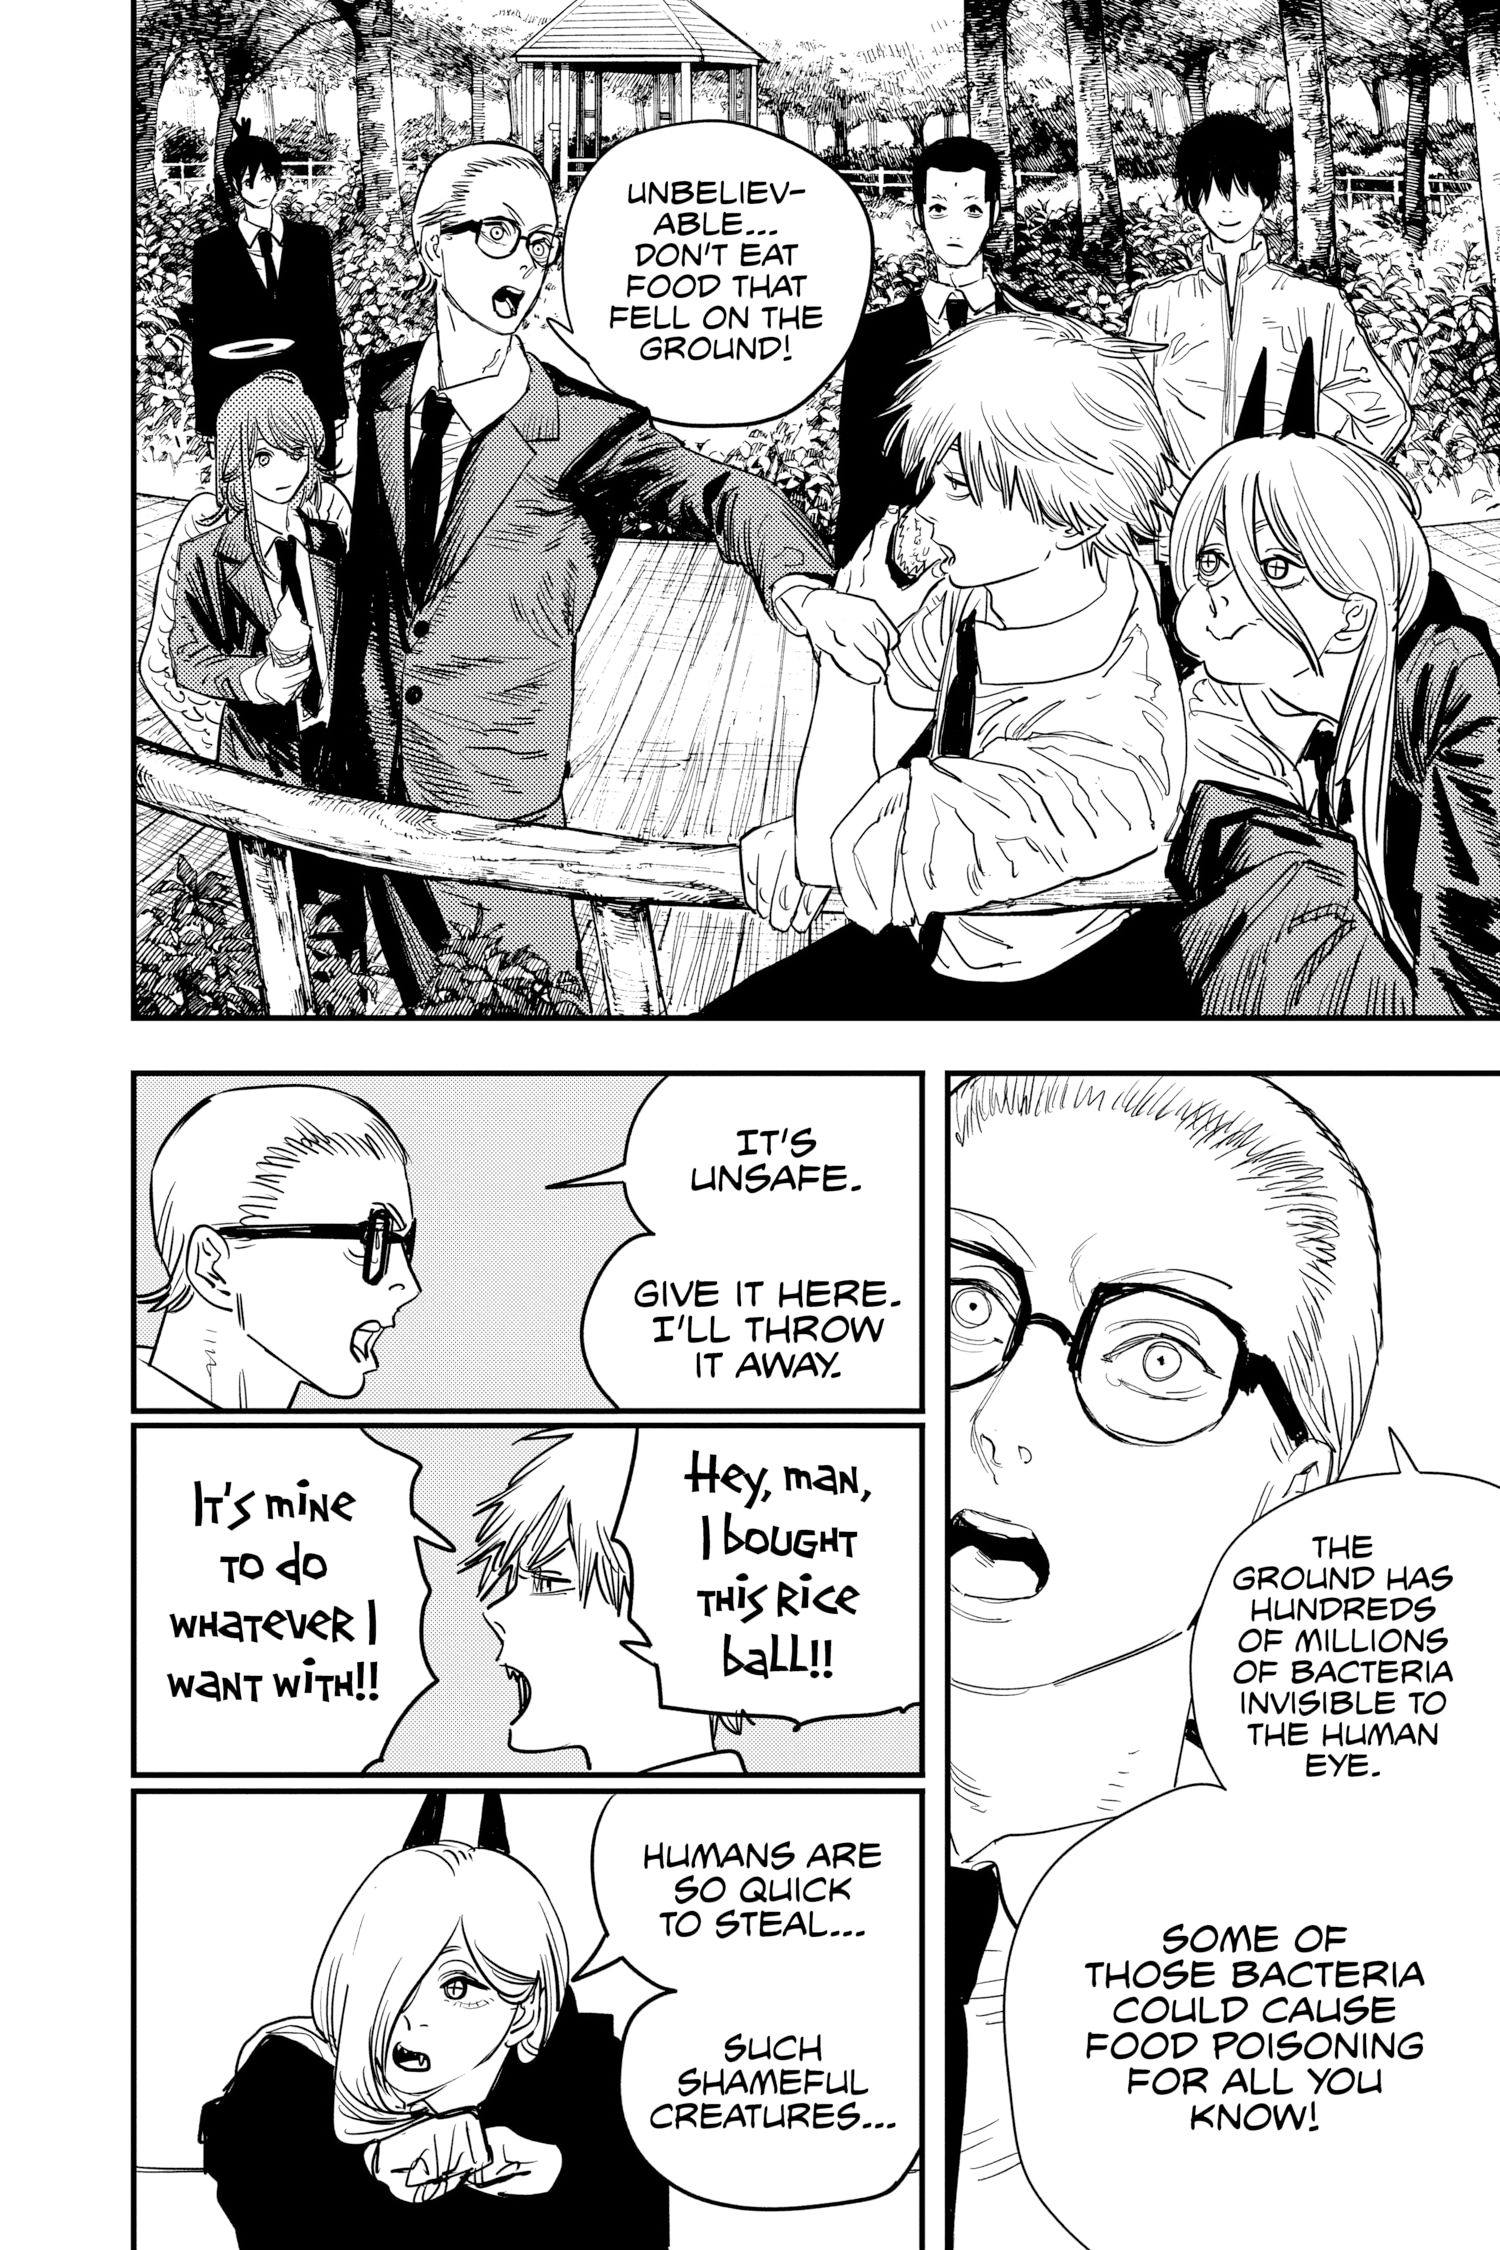 UNBELIEV-
ABLE...
DON'T EAT
FOOD THAT
FELL ON THE
GROUND!
THE
GROUND HAS
HUNDREDS
OF MILLIONS
OF BACTERIA
INVISIBLE TO
THE HUMAN
EYE.
SOME OF
THOSE BACTERIA
COULD CAUSE
FOOD POISONING
FOR ALL YOU
KNOW!
IT'S
UNSAFE.
GIVE IT HERE.
I'LL THROW
IT AWAY.
Hey, man,
I bought
this rice
ball!!
It's mine
to do
whatever I
want with!!
HUMANS ARE
SO QUICK
TO STEAL...
SUCH
SHAMEFUL
CREATURES...